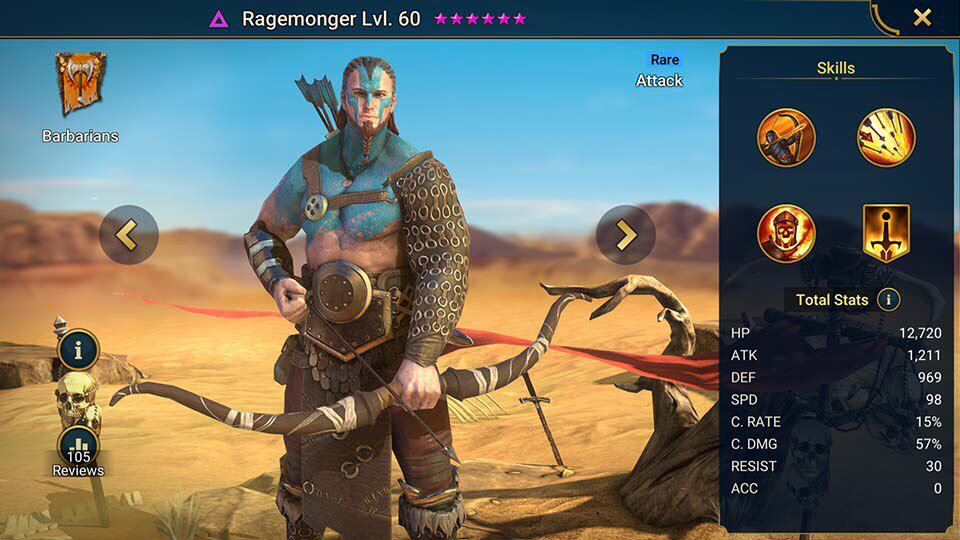 Ragemonger Lvl. 60
Barbarians
Rare
Attack
105
Reviews
Skills
Total Stats i
HP 12,720
ATK 1,211
DEF 969
SPD 98
C. RATE 15%
C. DMG 57%
RESIST 30
ACC 0